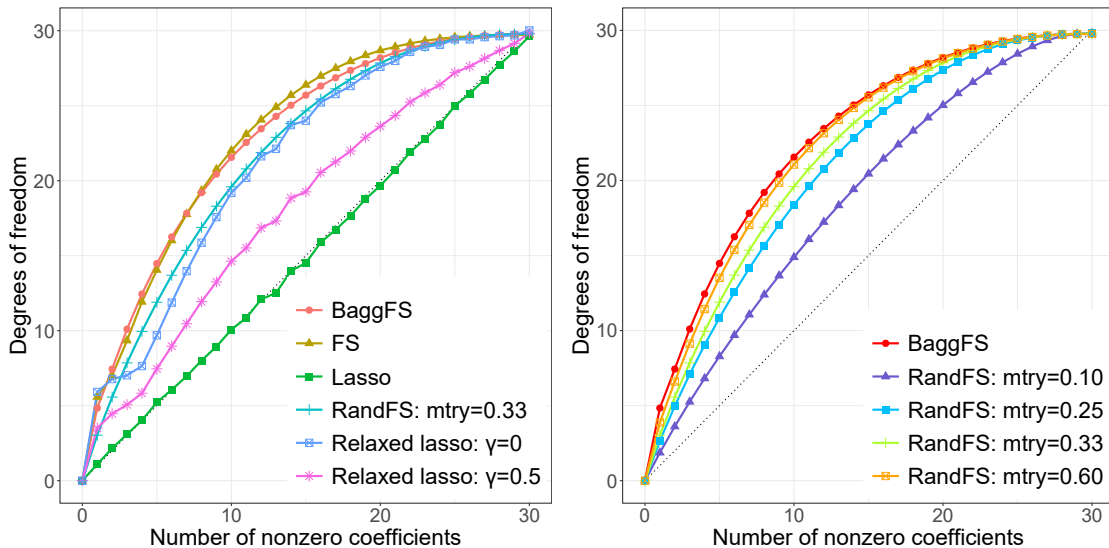 30
20
10
0
Degrees of freedom
0
10
20
30
Number of nonzero coefficients
BaggFS
FS
Lasso
RandFS: mtry=0.33
Relaxed lasso: γ=0
Relaxed lasso: γ=0.5
30
20
10
0
Degrees of freedom
0
10
20
30
Number of nonzero coefficients
BaggFS
RandFS: mtry=0.10
RandFS: mtry=0.25
RandFS: mtry=0.33
RandFS: mtry=0.60